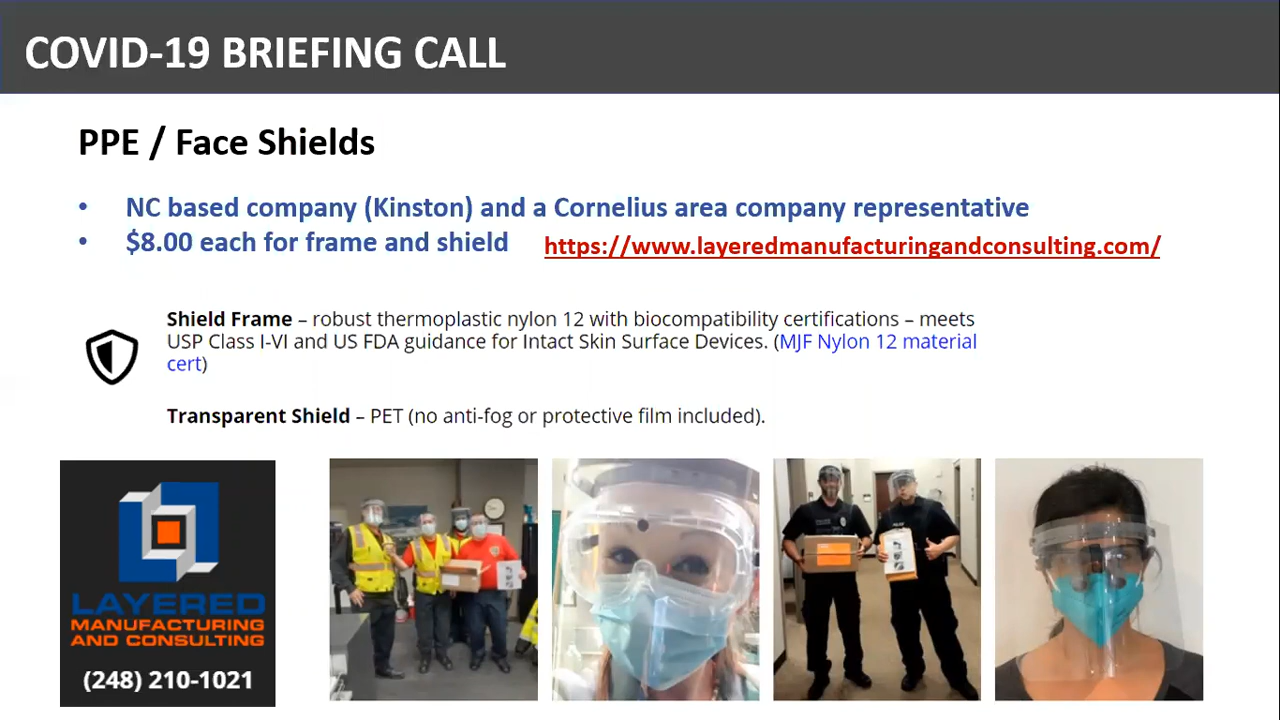 COVID-19 BRIEFING CALL
PPE / Face Shields
• NC based company (Kinston) and a Cornelius area company representative
• $8.00 each for frame and shield https://www.layeredmanufacturingandconsulting.com/
Shield Frame – robust thermoplastic nylon 12 with biocompatibility certifications – meets
USP Class I-VI and US FDA guidance for Intact Skin Surface Devices. (MJF Nylon 12 material
cert)
Transparent Shield – PET (no anti-fog or protective film included).
LAYERED
MANUFACTURING
AND CONSULTING
(248) 210-1021